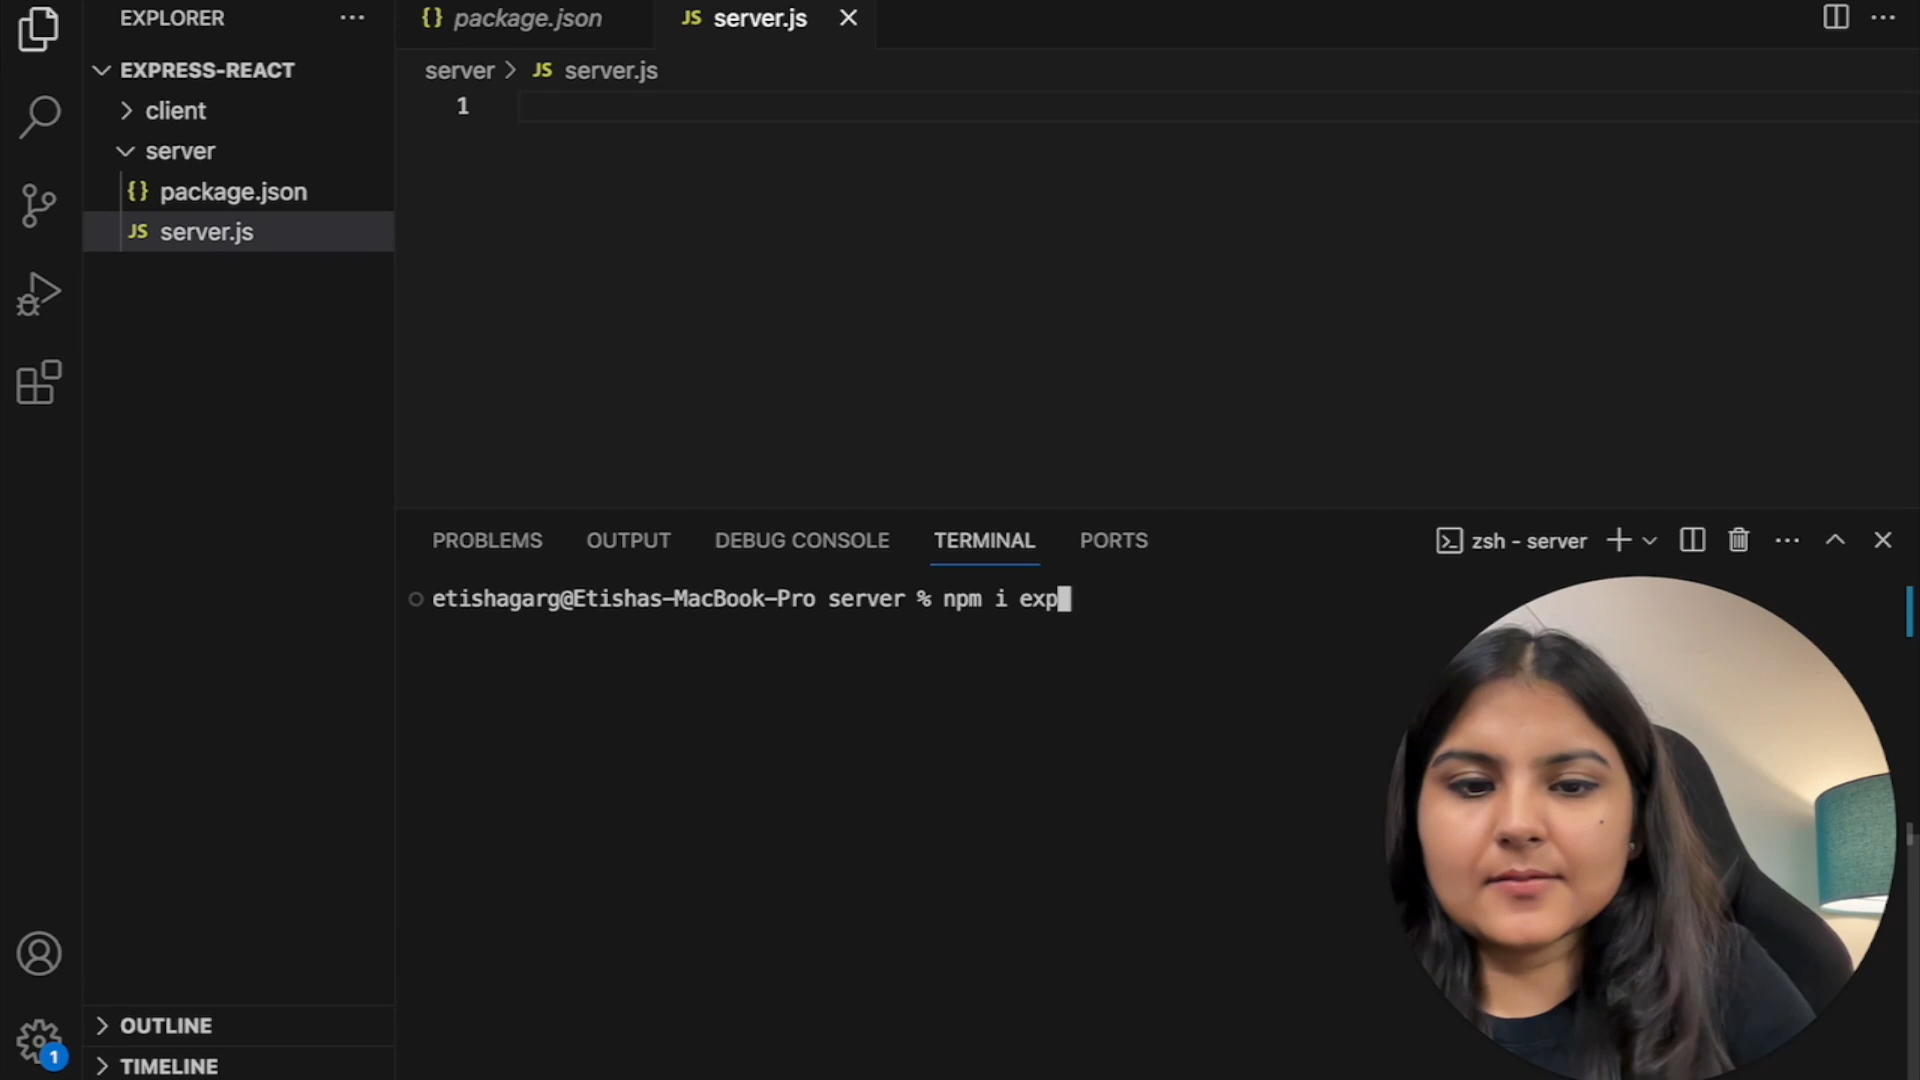 EXPLORER
{} package.json
JS server.js
EXPRESS-REACT
client
server
{} package.json
JS server.js
server > JS server.js
1
PROBLEMS OUTPUT DEBUG CONSOLE TERMINAL PORTS
zsh - server
etishagarg@Etishas-MacBook-Pro server % npm i exp
1
OUTLINE
TIMELINE